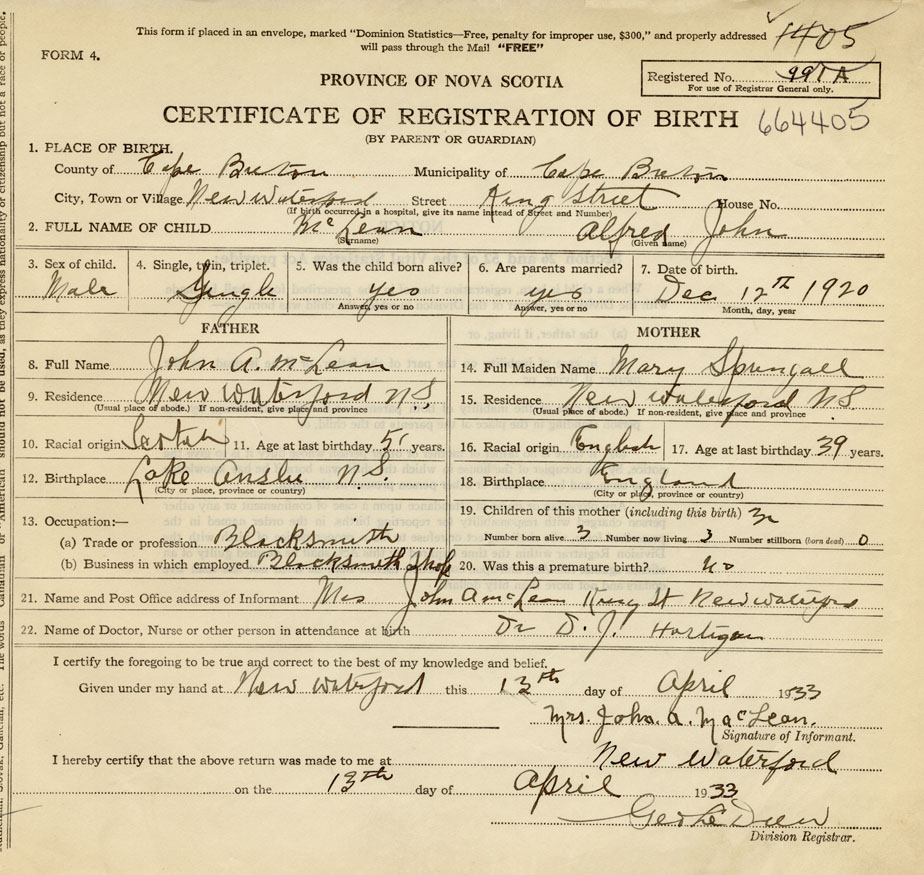 This form if placed in an envelope, marked "Dominion Statistics—Free, penalty for improper use, $300," and properly addressed
will pass through the Mail "FREE"
1405
FORM 4.
PROVINCE OF NOVA SCOTIA
Registered No. 991 A
For use of Registrar General only.
CERTIFICATE OF REGISTRATION OF BIRTH 664405
(BY PARENT OR GUARDIAN)
1. PLACE OF BIRTH.
County of Cape Breton Municipality of Cape Breton
City, Town or Village New Waterford Street King Street House No.
(If birth occurred in a hospital, give its name instead of Street and Number)
2. FULL NAME OF CHILD McLean Alfred John
(Surname) (Given name)
3. Sex of child. 4. Single, twin, triplet. 5. Was the child born alive? 6. Are parents married? 7. Date of birth.
Male Single yes yes Dec 12TH 1920
Answer, yes or no Answer, yes or no Month, day, year
FATHER MOTHER
8. Full Name John A. McLean
14. Full Maiden Name Mary
9. Residence New Waterford N.S.
15. Residence New Waterford N.S.
(Usual place of abode.) If non-resident, give place and province
(Usual place of abode.) If non-resident, give place and province
10. Racial origin 11. Age at last birthday years.
16. Racial origin English 17. Age at last birthday 39 years.
12. Birthplace Lake Ainslie N.S.
18. Birthplace England
(City or place, province or country)
(City or place, province or country)
13. Occupation:—
19. Children of this mother (including this birth) 3
(a) Trade or profession Blacksmith
Number born alive 3 Number now living 3 Number stillborn (born dead) 0
(b) Business in which employed Blacksmith Shop
20. Was this a premature birth? no
21. Name and Post Office address of Informant Mrs John A McLean King St New Waterford
22. Name of Doctor, Nurse or other person in attendance at birth Dr D. J. Hartigan
I certify the foregoing to be true and correct to the best of my knowledge and belief.
Given under my hand at New Waterford this 13th day of April 1933
Mrs. John. A. MacLean.
Signature of Informant.
I hereby certify that the above return was made to me at New Waterford
on the 13th day of April 1933
Division Registrar.